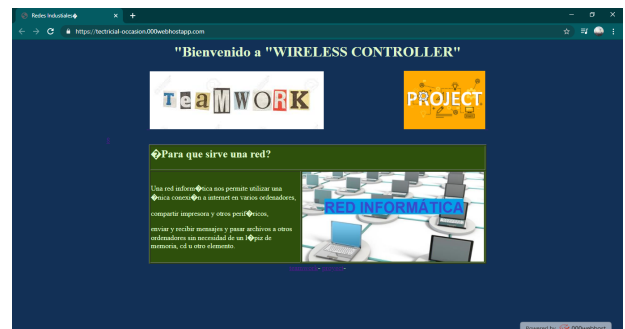 Redes Industiales�
https://tectricial-occasion.000webhostapp.com
"Bienvenido a "WIRELESS CONTROLLER"
TEAMWORK
PROJECT
�Para que sirve una red?
Una red inform�tica nos permite utilizar una
�nica conexi�n a internet en varios ordenadores,
compartir impresora y otros perif�ricos,
enviar y recibir mensajes y pasar archivos a otros
ordenadores sin necesidad de un l�piz de
memoria, cd u otro elemento.
RED INFORMÁTICA
Powered by 000webhost